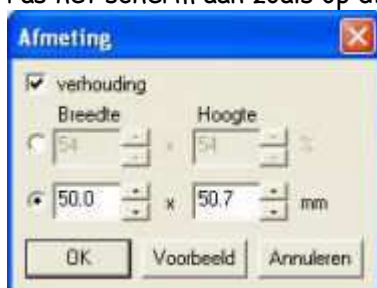 Pas het scherm aan zoals op d
Afmeting
verhouding
Breedte Hoogte
54 x 54 %
50.0 x 50.7 mm
OK Voorbeeld Annuleren